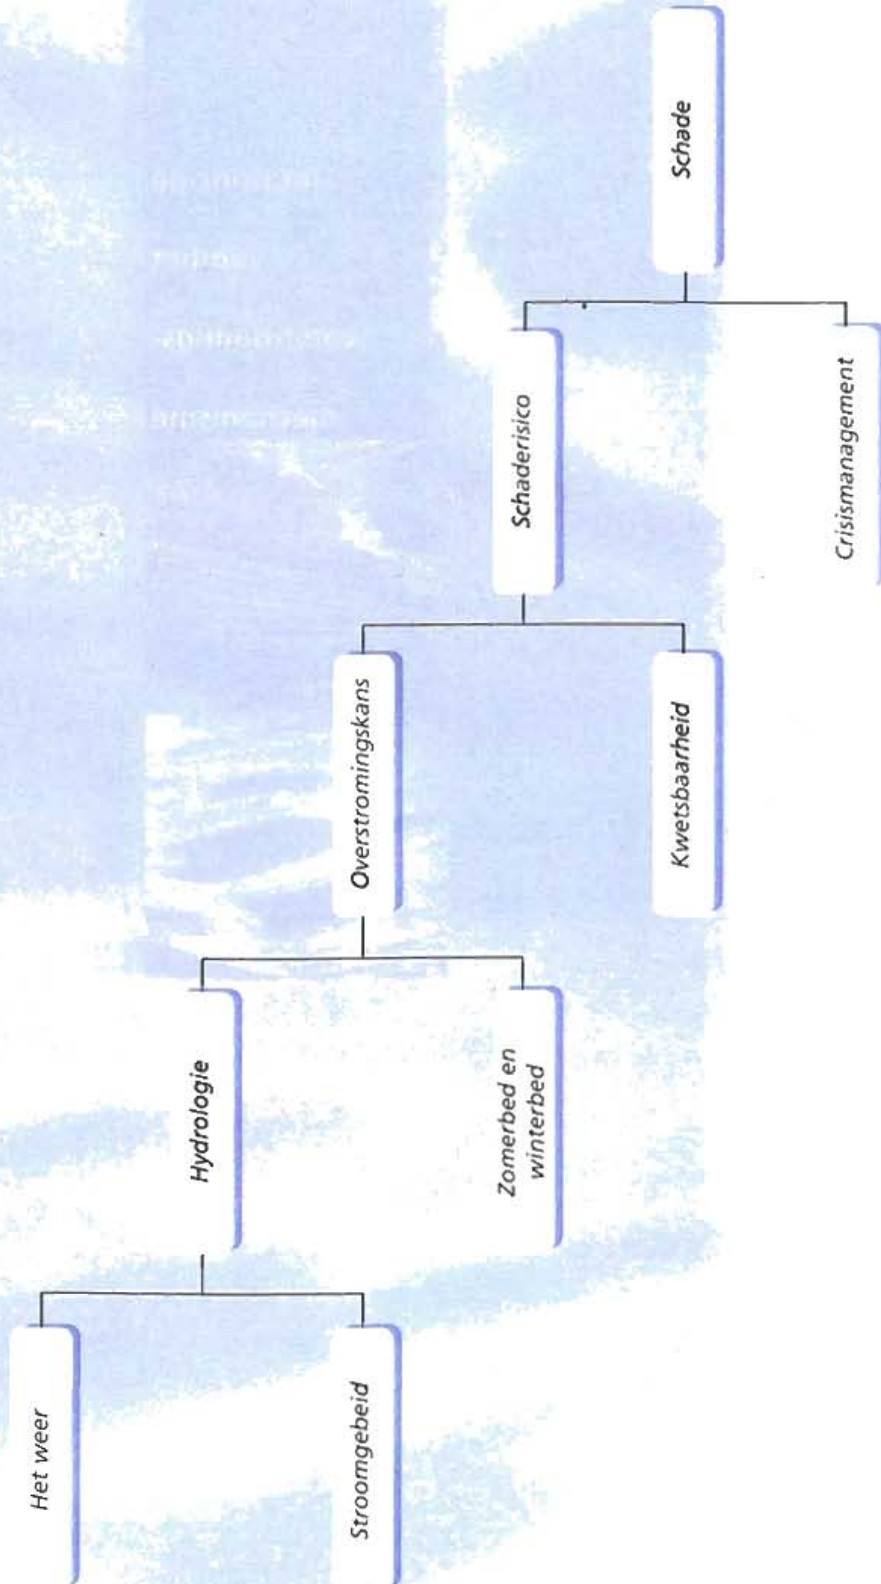 Schade
Schaderisico
Crisismanagement
Overstromingskans
Kwetsbaarheid
Hydrologie
Zomerbed en
winterbed
Het weer
Stroomgebeid